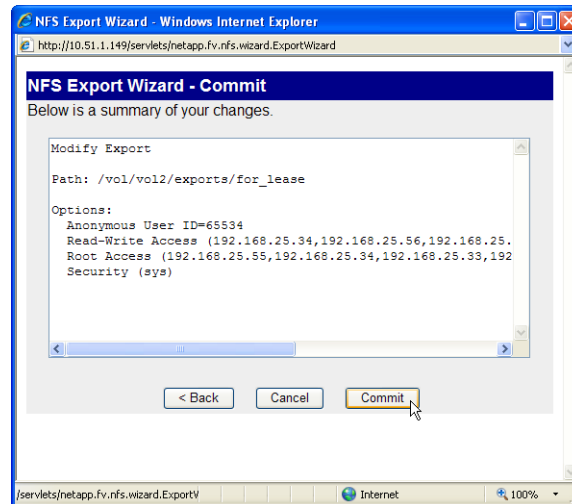 NFS Export Wizard - Windows Internet Explorer
http://10.51.1.149/servlets/netapp.fv.nfs.wizard.ExportWizard
NFS Export Wizard - Commit
Below is a summary of your changes.
Modify Export
Path: /vol/vol2/exports/for_lease
Options:
Anonymous User ID=65534
Read-Write Access (192.168.25.34,192.168.25.56,192.168.25.
Root Access (192.168.25.55,192.168.25.34,192.168.25.33,192
Security (sys)
< Back Cancel Commit
/servlets/netapp.fv.nfs.wizard.ExportW Internet 100%